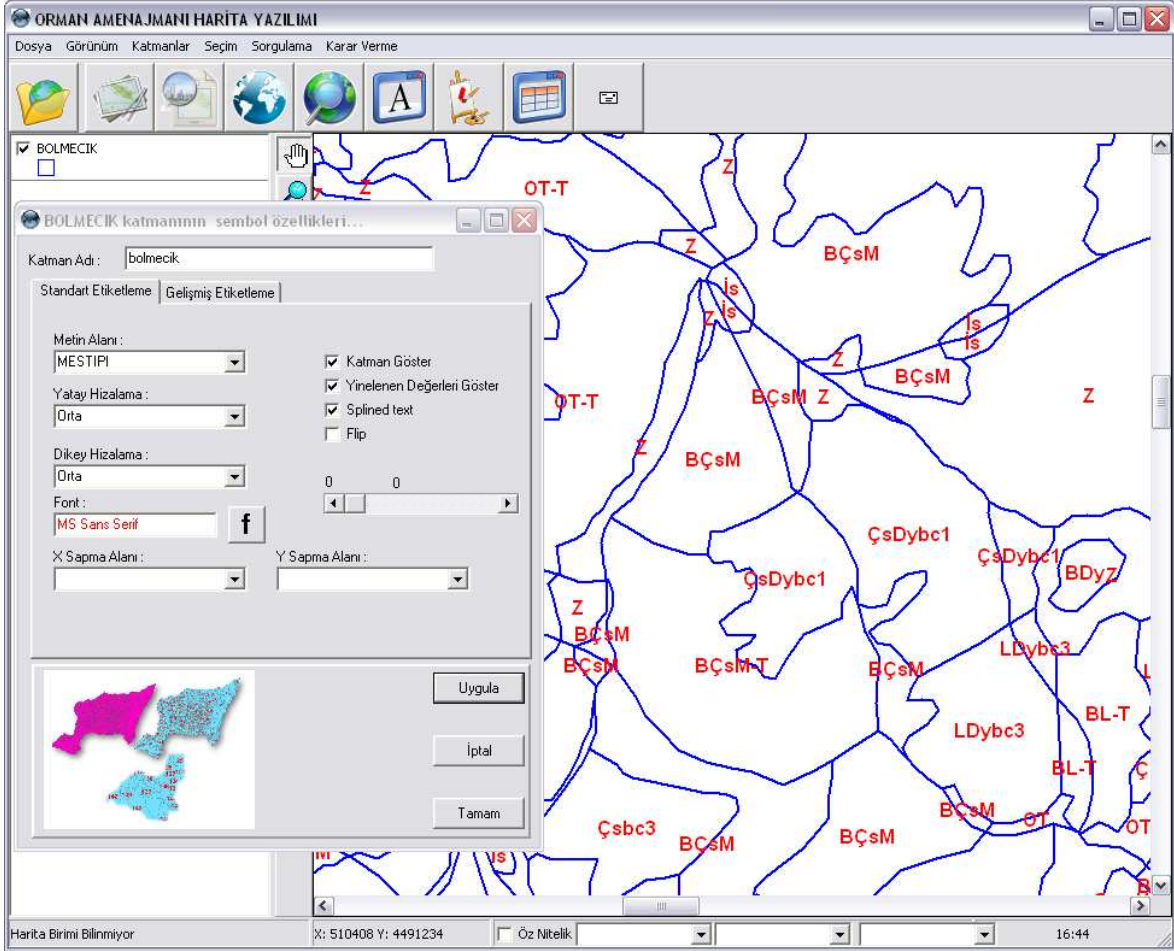 ORMAN AMENAJMANI HARİTA YAZILIMI
Dosya Görünüm Katmanlar Seçim Sorgulama Karar Verme
A
BOLMECIK
BOLMECIK katmanının sembol özellikleri...
Katman Adı : bolmecik
Standart Etiketleme Gelişmiş Etiketleme
Metin Alanı :
MESTIPI
Katman Göster
Yinelenen Değerleri Göster
Yatay Hizalama :
Orta
Splined text
Flip
Dikey Hizalama :
Orta
0 0
Font :
MS Sans Serif
f
X Sapma Alanı : Y Sapma Alanı :
Uygula
İptal
Tamam
Z
Z
OT-T
Z
Z
BÇsM
İs
İs
Z
İs
İs
Z
BÇsM
OT-T
BÇsM
Z
Z
Z
BÇsM
ÇsDybc1
ÇsDybc1
ÇsDybc1
BDyZ
Z
BÇsM
LDybc3
BÇsM
BÇsM-T
BÇsM
BL-T
LDybc3
BL-T
Ç
BÇsM
OT
OT
Çsbc3
BÇsM
BÇsM
M
İs
B
B
Harita Birimi Bilinmiyor X: 510408 Y: 4491234 Öz Nitelik 16:44